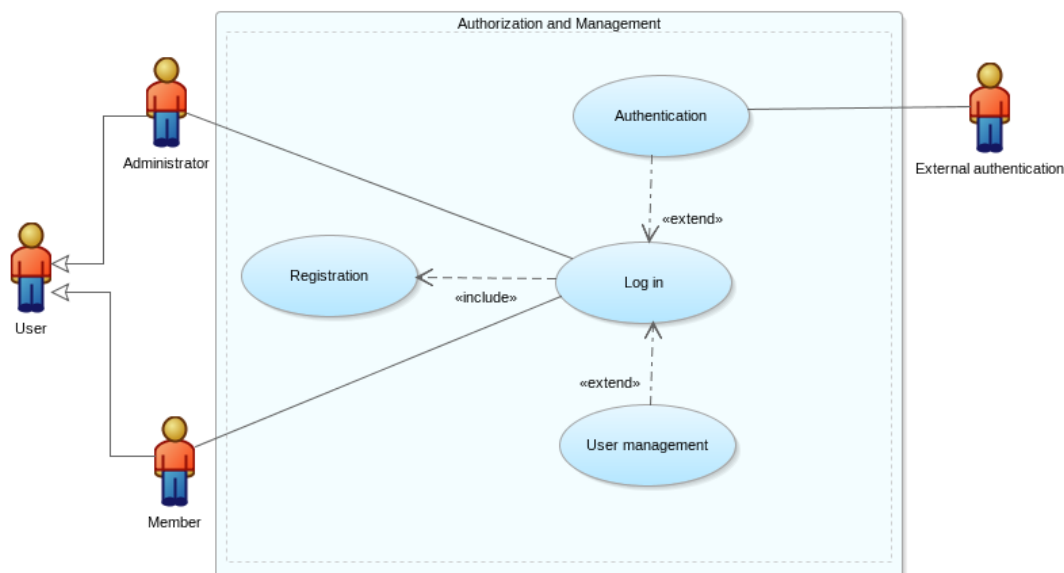 Authorization and Management
Authentication
Administrator
External authentication
«extend»
Registration
Log in
«include»
User
«extend»
User management
Member